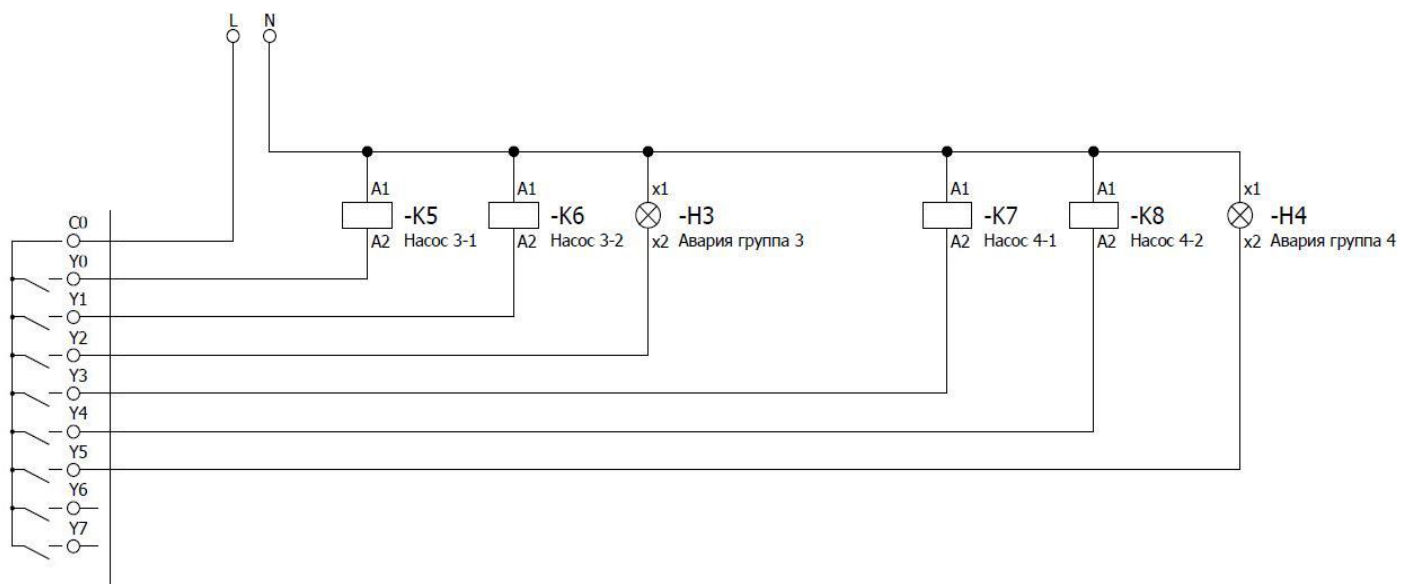 L N
A1 A1 x1 A1 A1 x1
-K5 -K6 -H3 -K7 -K8 -H4
A2 Насос 3-1 A2 Насос 3-2 x2 Авария группа 3 A2 Насос 4-1 A2 Насос 4-2 x2 Авария группа 4
C0
Y0
Y1
Y2
Y3
Y4
Y5
Y6
Y7